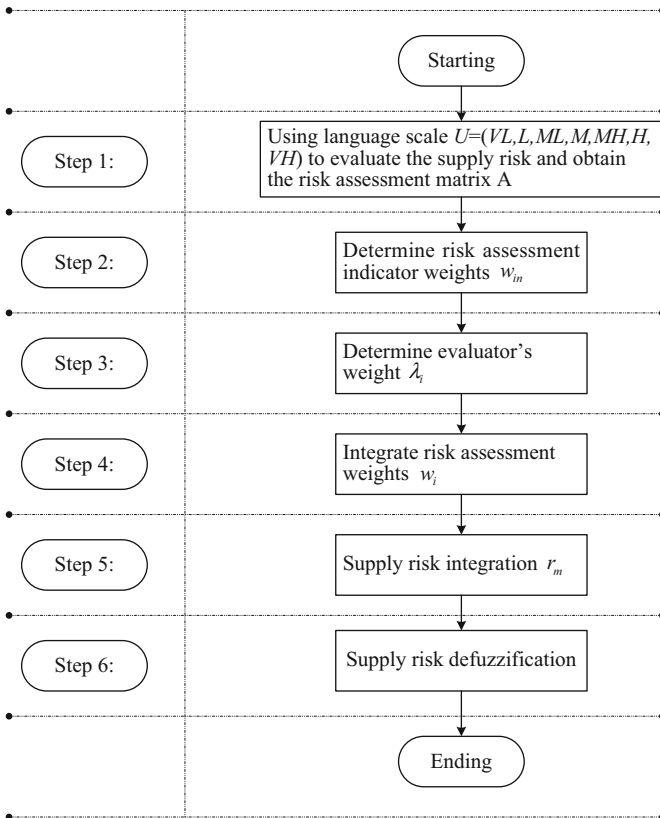 Starting
Step 1:
Using language scale U=(VL,L,ML,M,MH,H,
VH) to evaluate the supply risk and obtain
the risk assessment matrix A
Step 2:
Determine risk assessment
indicator weights w_{in}
Step 3:
Determine evaluator's
weight λ_i
Step 4:
Integrate risk assessment
weights w_i
Step 5:
Supply risk integration r_m
Step 6:
Supply risk defuzzification
Ending